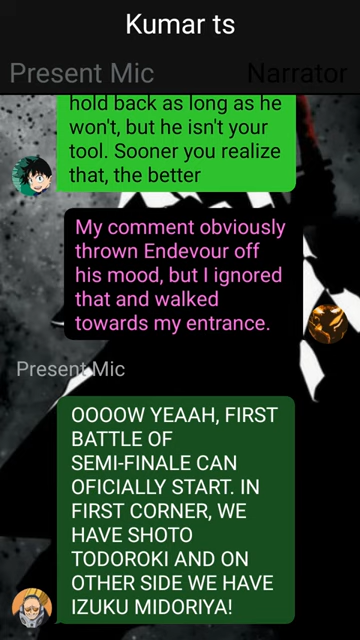 Kumar ts
Present Mic
Narrator
hold back as long as he
won't, but he isn't your
tool. Sooner you realize
that, the better
My comment obviously
thrown Endevour off
his mood, but I ignored
that and walked
towards my entrance.
Present Mic
OOOOW YEAAH, FIRST
BATTLE OF
SEMI-FINALE CAN
OFICIALLY START. IN
FIRST CORNER, WE
HAVE SHOTO
TODOROKI AND ON
OTHER SIDE WE HAVE
IZUKU MIDORIYA!